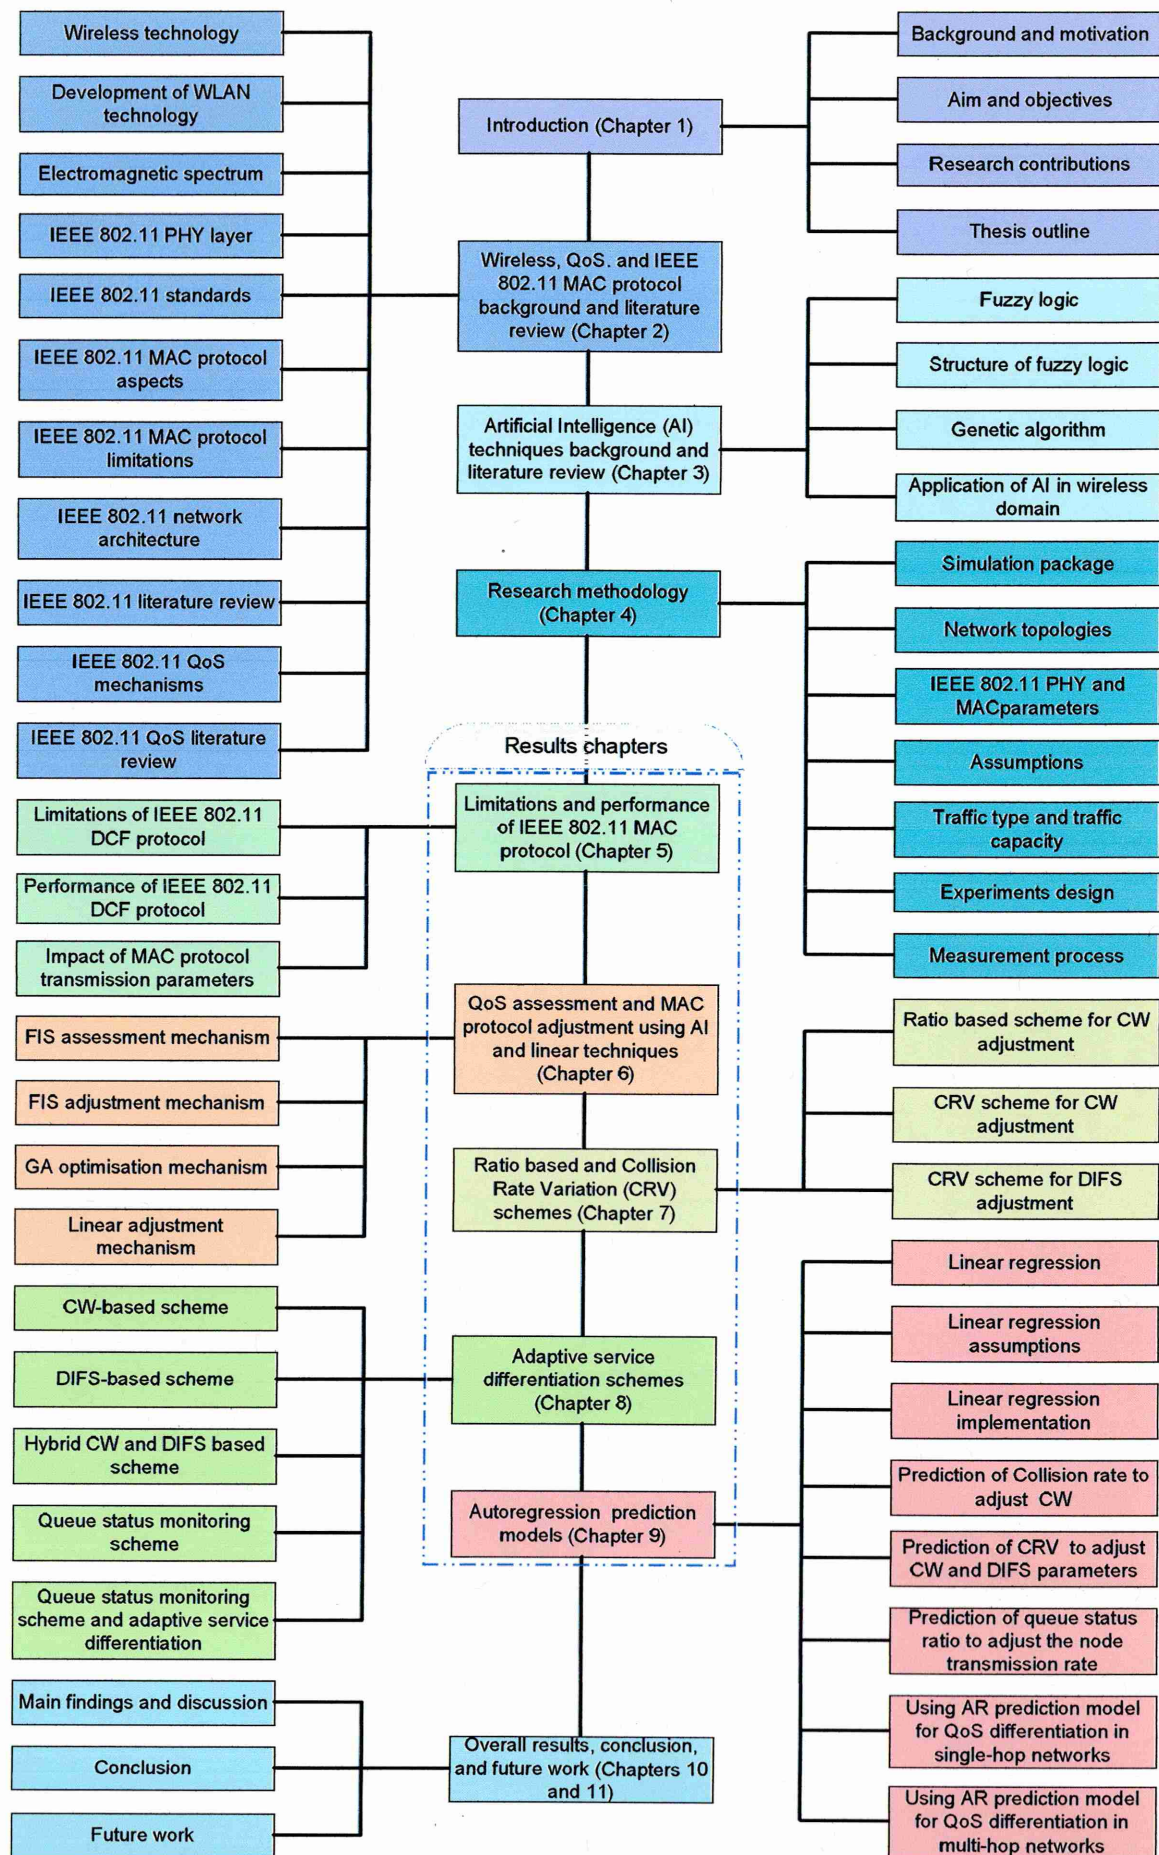 Introduction (Chapter 1)
Background and motivation
Aim and objectives
Research contributions
Thesis outline
Wireless, QoS. and IEEE
802.11 MAC protocol
background and literature
review (Chapter 2)
Wireless technology
Development of WLAN
technology
Electromagnetic spectrum
IEEE 802.11 PHY layer
IEEE 802.11 standards
IEEE 802.11 MAC protocol
aspects
IEEE 802.11 MAC protocol
limitations
IEEE 802.11 network
architecture
IEEE 802.11 literature review
IEEE 802.11 QoS
mechanisms
IEEE 802.11 QoS literature
review
Artificial Intelligence (AI)
techniques background and
literature review (Chapter 3)
Fuzzy logic
Structure of fuzzy logic
Genetic algorithm
Application of AI in wireless
domain
Research methodology
(Chapter 4)
Simulation package
Network topologies
IEEE 802.11 PHY and
MACparameters
Assumptions
Traffic type and traffic
capacity
Experiments design
Measurement process
Results chapters
Limitations and performance
of IEEE 802.11 MAC
protocol (Chapter 5)
Limitations of IEEE 802.11
DCF protocol
Performance of IEEE 802.11
DCF protocol
Impact of MAC protocol
transmission parameters
QoS assessment and MAC
protocol adjustment using AI
and linear techniques
(Chapter 6)
FIS assessment mechanism
FIS adjustment mechanism
GA optimisation mechanism
Linear adjustment
mechanism
Ratio based and Collision
Rate Variation (CRV)
schemes (Chapter 7)
Ratio based scheme for CW
adjustment
CRV scheme for CW
adjustment
CRV scheme for DIFS
adjustment
Adaptive service
differentiation schemes
(Chapter 8)
CW-based scheme
DIFS-based scheme
Hybrid CW and DIFS based
scheme
Queue status monitoring
scheme
Queue status monitoring
scheme and adaptive service
differentiation
Autoregression prediction
models (Chapter 9)
Linear regression
Linear regression
assumptions
Linear regression
implementation
Prediction of Collision rate to
adjust CW
Prediction of CRV to adjust
CW and DIFS parameters
Prediction of queue status
ratio to adjust the node
transmission rate
Using AR prediction model
for QoS differentiation in
single-hop networks
Using AR prediction model
for QoS differentiation in
multi-hop networks
Overall results, conclusion,
and future work (Chapters 10
and 11)
Main findings and discussion
Conclusion
Future work